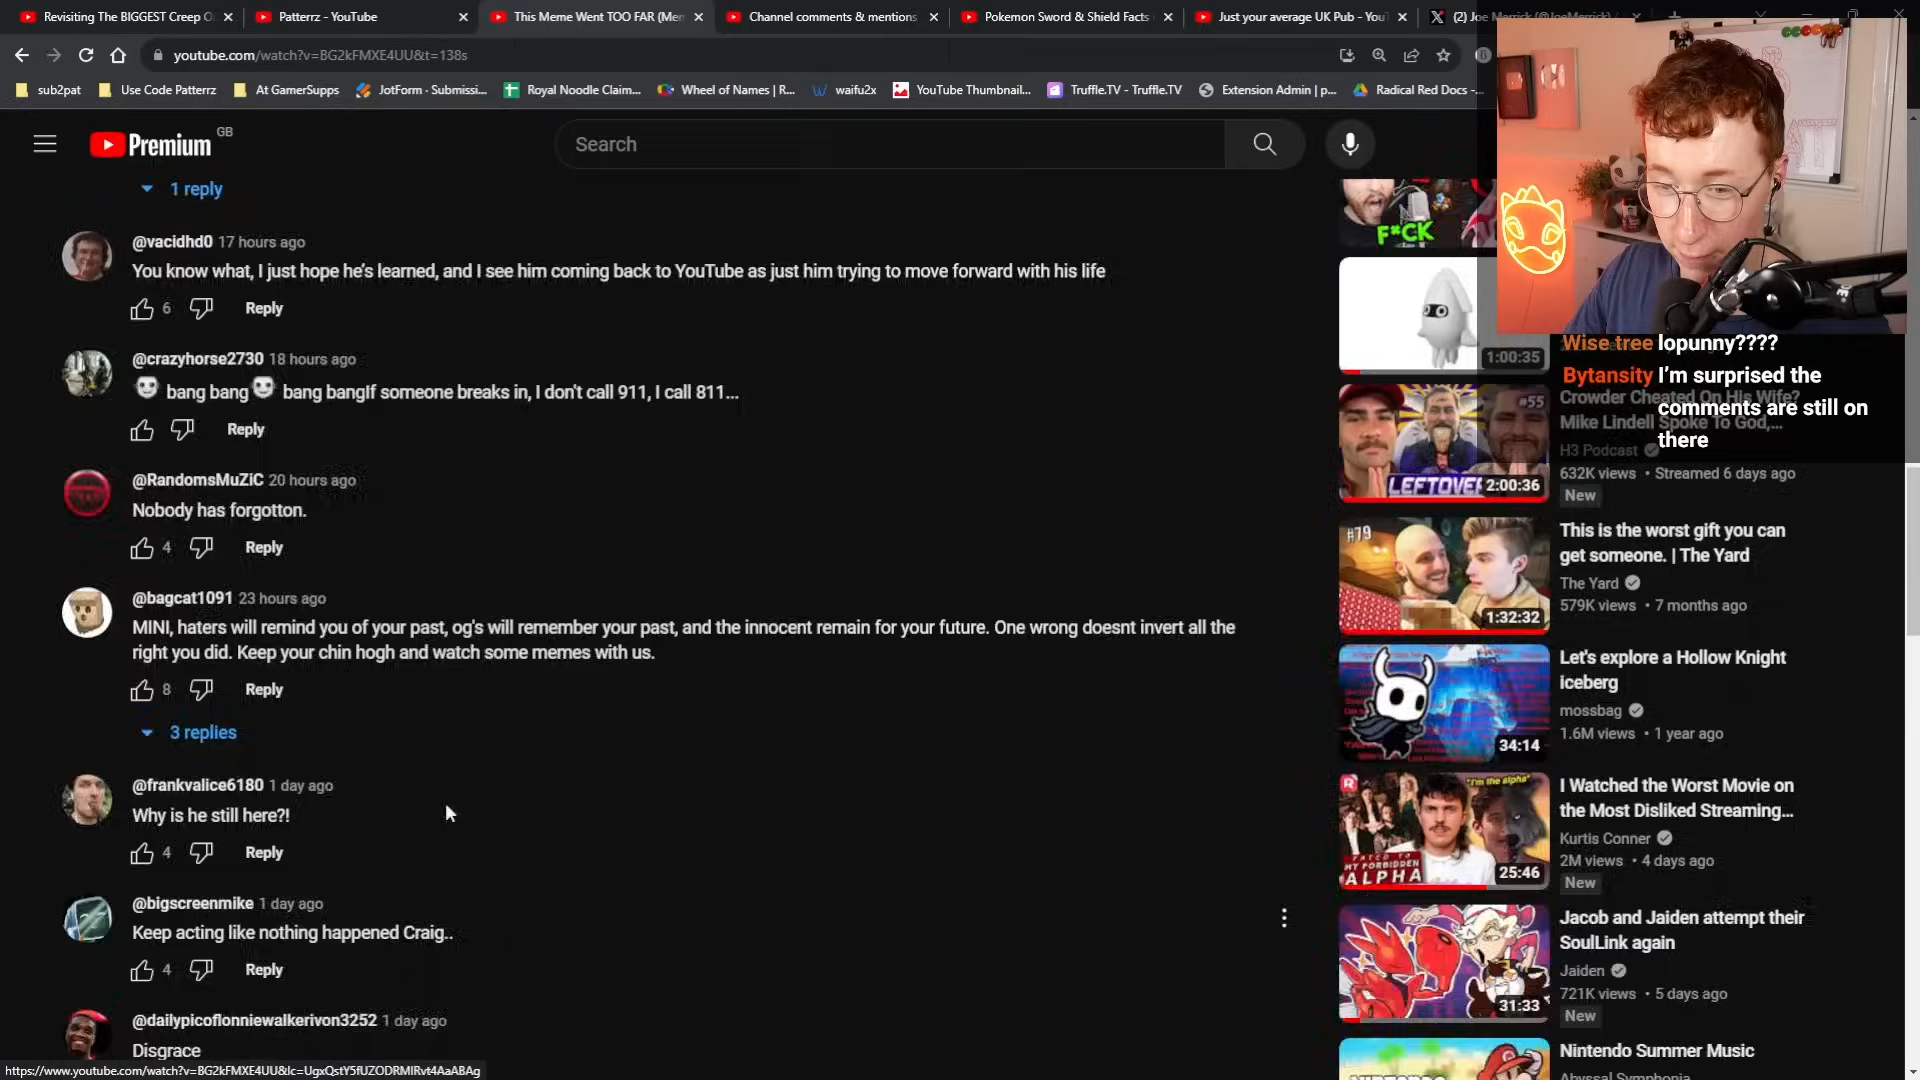 Revisiting The BIGGEST Creep O
Patterrz - YouTube
This Meme Went TOO FAR (Mem
Channel comments & mentions
Pokemon Sword & Shield Facts
Just your average UK Pub - You
(2) Joe Merrick (@JoeMerrick) /
youtube.com/watch?v=BG2kFMXE4UU&t=138s
sub2pat
Use Code Patterrz
At GamerSupps
JotForm - Submissi...
Royal Noodle Claim...
Wheel of Names | R...
waifu2x
YouTube Thumbnail...
Truffle.TV - Truffle.TV
Extension Admin | p...
Radical Red Docs -...
Premium
GB
Search
1 reply
@vacidhd0 17 hours ago
You know what, I just hope he's learned, and I see him coming back to YouTube as just him trying to move forward with his life
6 Reply
@crazyhorse2730 18 hours ago
bang bang bang bangIf someone breaks in, I don't call 911, I call 811...
Reply
@RandomsMuZiC 20 hours ago
Nobody has forgotton.
4 Reply
@bagcat1091 23 hours ago
MINI, haters will remind you of your past, og's will remember your past, and the innocent remain for your future. One wrong doesnt invert all the
right you did. Keep your chin hogh and watch some memes with us.
8 Reply
3 replies
@frankvalice6180 1 day ago
Why is he still here?!
4 Reply
@bigscreenmike 1 day ago
Keep acting like nothing happened Craig..
4 Reply
@dailypicoflonniewalkerivon3252 1 day ago
Disgrace
https://www.youtube.com/watch?v=BG2kFMXE4UU&lc=UgxQstY5fUZODRMIRvt4AaABAg
F*CK
1:00:35
Wise tree lopunny????
Bytansity I'm surprised the
comments are still on
there
#55
LEFTOVER
2:00:36
Crowder Cheated On His Wife?
Mike Lindell Spoke To God,...
H3 Podcast
632K views • Streamed 6 days ago
New
#79
1:32:32
This is the worst gift you can
get someone. | The Yard
The Yard
579K views • 7 months ago
34:14
Let's explore a Hollow Knight
iceberg
mossbag
1.6M views • 1 year ago
"I'm the alpha"
FATED TO
MY FORBIDDEN
ALPHA
25:46
I Watched the Worst Movie on
the Most Disliked Streaming...
Kurtis Conner
2M views • 4 days ago
New
31:33
Jacob and Jaiden attempt their
SoulLink again
Jaiden
721K views • 5 days ago
New
Nintendo Summer Music
Abyssal Symphonia